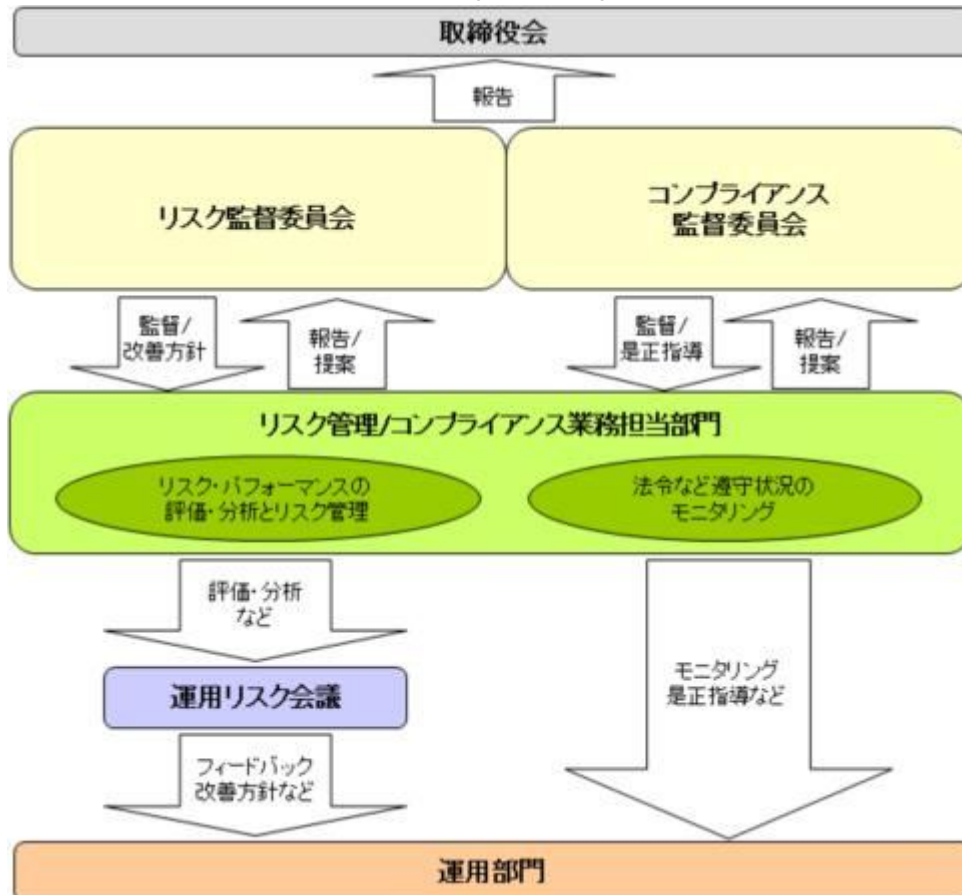 取締役会
報告
リスク監督委員会
コンプライアンス
監督委員会
監督/
改善方針
報告/
提案
監督/
是正指導
報告/
提案
リスク管理/コンプライアンス業務担当部門
リスク・パフォーマンスの
評価・分析とリスク管理
法令など遵守状況の
モニタリング
評価・分析
など
運用リスク会議
モニタリング
是正指導など
フィードバック
改善方針など
運用部門